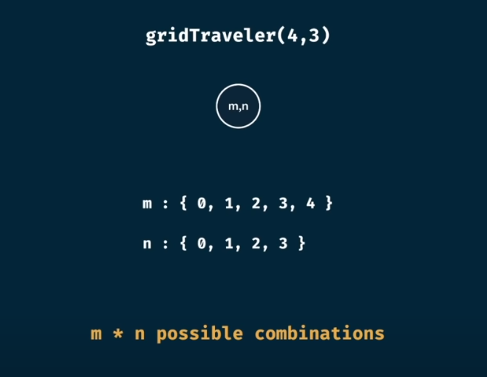 gridTraveler(4,3)
m,n
m : { 0, 1, 2, 3, 4 }
n : { 0, 1, 2, 3 }
m * n possible combinations